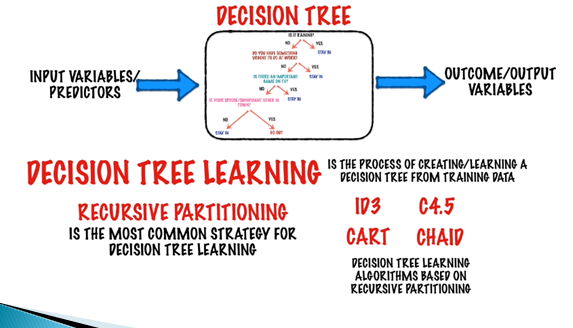 DECISION TREE
IS IT RAINING?
NO YES
DO YOU HAVE SOMETHING
URGENT TO DO AT WORK?
STAY IN
NO YES
IS THERE AN IMPORTANT
GAME ON TV?
STAY IN
NO YES
IS YOUR SPOUSE/SIGNIFICANT OTHER IN
TOWN?
STAY IN
NO YES
STAY IN
GO OUT
INPUT VARIABLES/
PREDICTORS
OUTCOME/OUTPUT
VARIABLES
DECISION TREE LEARNING
IS THE PROCESS OF CREATING/LEARNING A
DECISION TREE FROM TRAINING DATA
RECURSIVE PARTITIONING
IS THE MOST COMMON STRATEGY FOR
DECISION TREE LEARNING
ID3 C4.5
CART CHAID
DECISION TREE LEARNING
ALGORITHMS BASED ON
RECURSIVE PARTITIONING